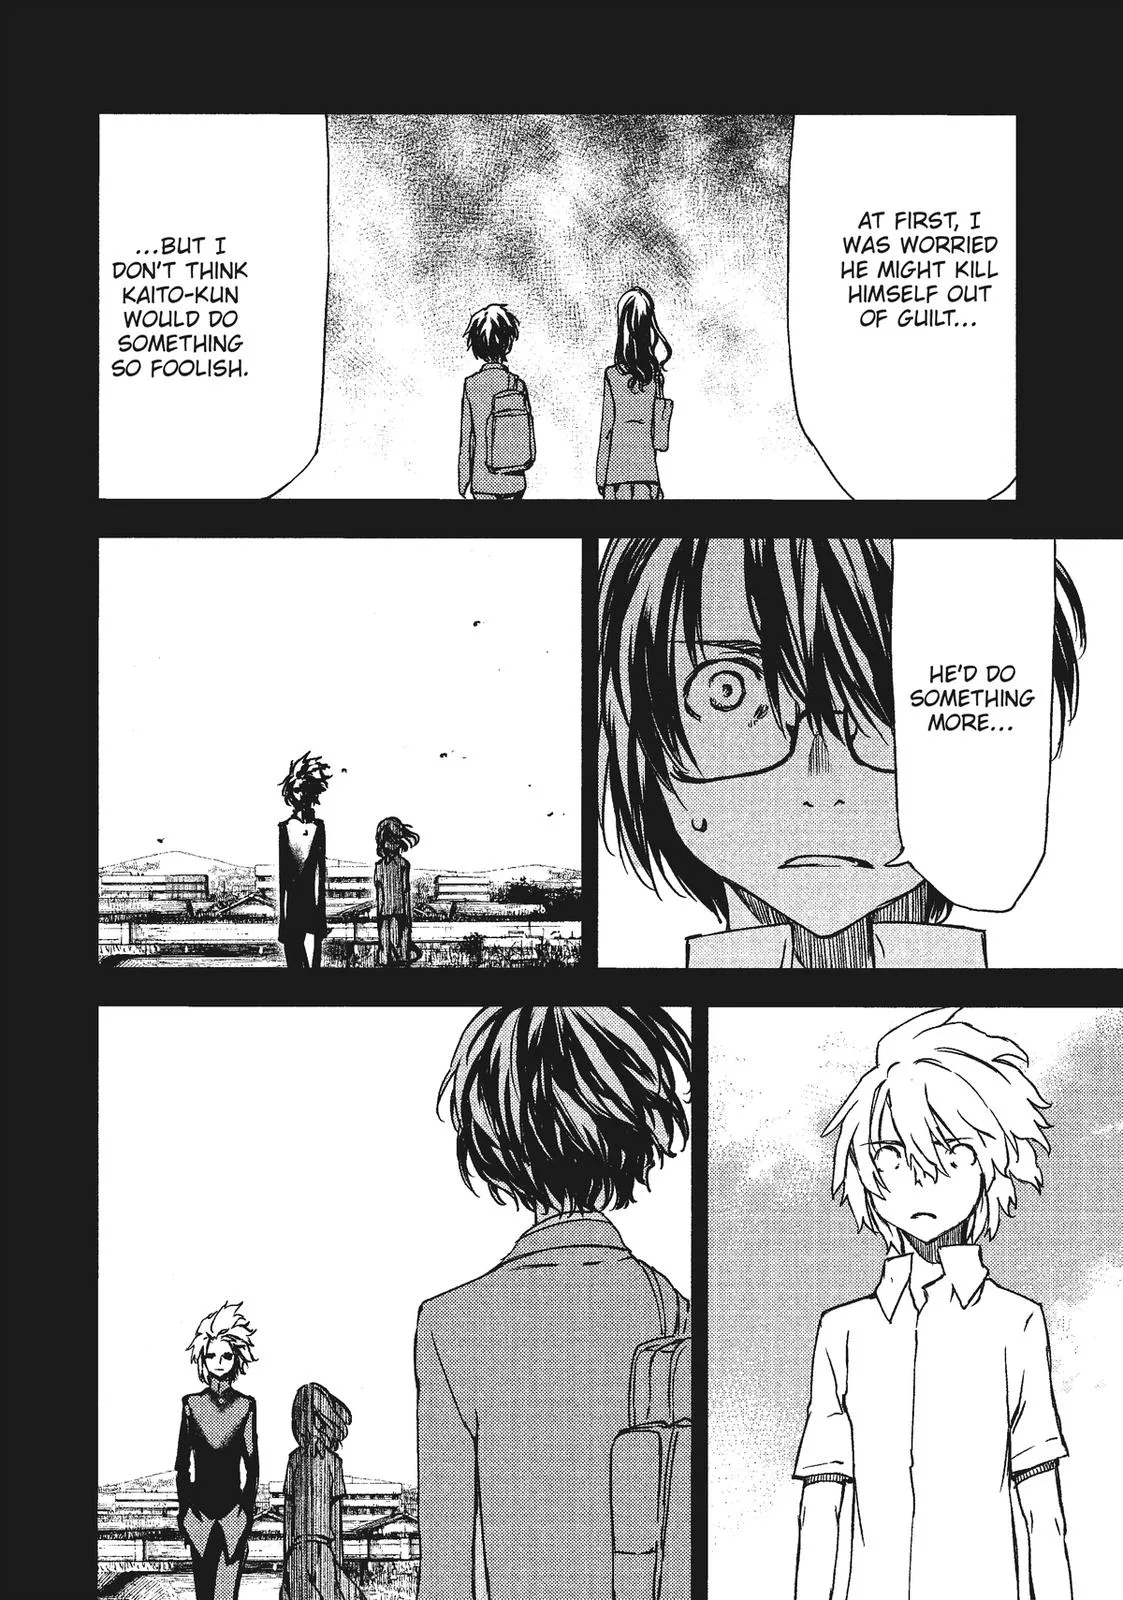 AT FIRST, I
WAS WORRIED
HE MIGHT KILL
HIMSELF OUT
OF GUILT...
...BUT I
DON'T THINK
KAITO-KUN
WOULD DO
SOMETHING
SO FOOLISH.
HE'D DO
SOMETHING
MORE...